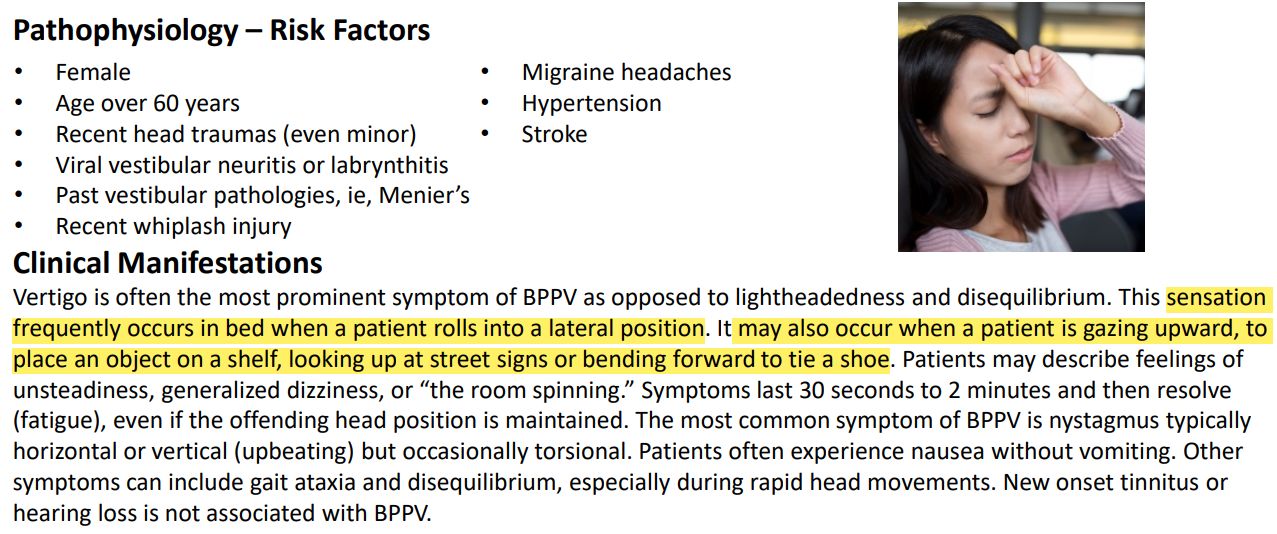 Pathophysiology – Risk Factors
• Female
• Age over 60 years
• Recent head traumas (even minor)
• Viral vestibular neuritis or labrynthitis
• Past vestibular pathologies, ie, Menier’s
• Recent whiplash injury
• Migraine headaches
• Hypertension
• Stroke
Clinical Manifestations
Vertigo is often the most prominent symptom of BPPV as opposed to lightheadedness and disequilibrium. This sensation
frequently occurs in bed when a patient rolls into a lateral position. It may also occur when a patient is gazing upward, to
place an object on a shelf, looking up at street signs or bending forward to tie a shoe. Patients may describe feelings of
unsteadiness, generalized dizziness, or “the room spinning.” Symptoms last 30 seconds to 2 minutes and then resolve
(fatigue), even if the offending head position is maintained. The most common symptom of BPPV is nystagmus typically
horizontal or vertical (upbeating) but occasionally torsional. Patients often experience nausea without vomiting. Other
symptoms can include gait ataxia and disequilibrium, especially during rapid head movements. New onset tinnitus or
hearing loss is not associated with BPPV.